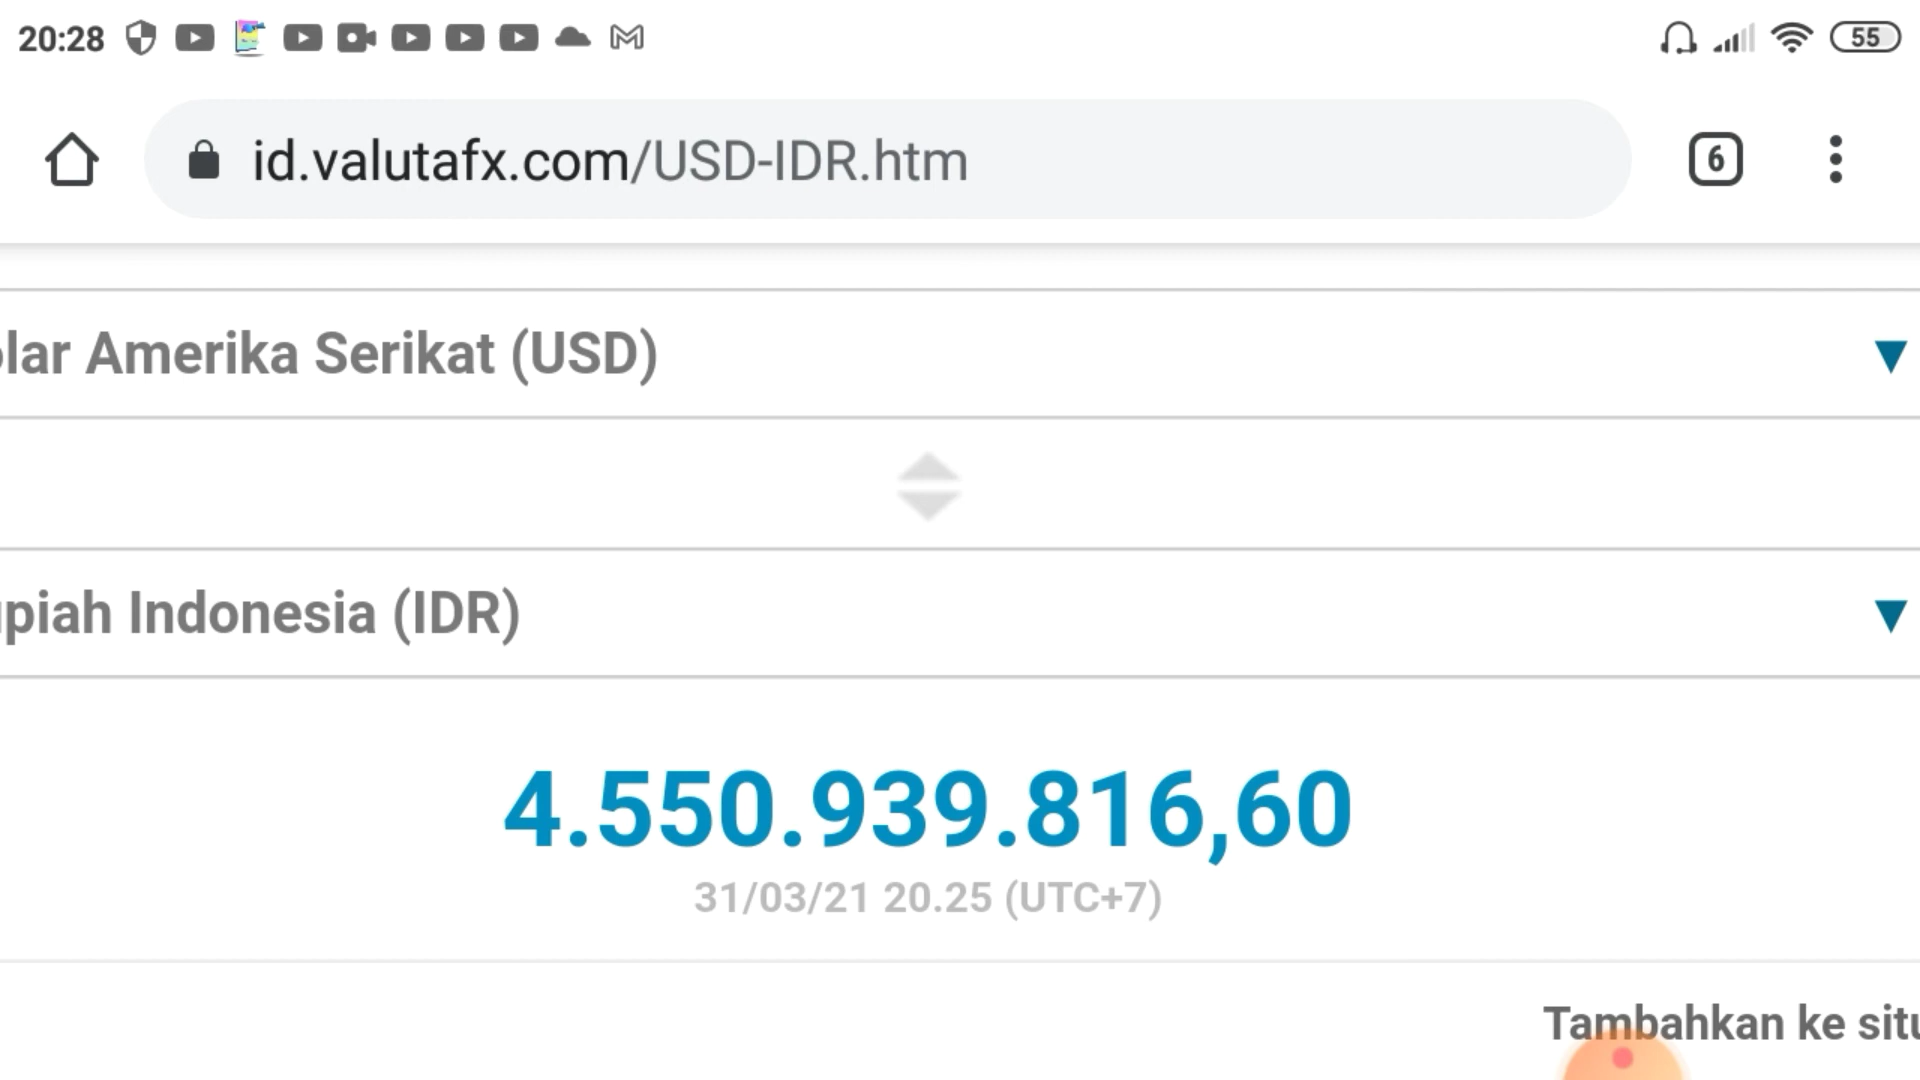 20:28
55
id.valutafx.com/USD-IDR.htm
6
lar Amerika Serikat (USD)
piah Indonesia (IDR)
4.550.939.816,60
31/03/21 20.25 (UTC+7)
Tambahkan ke situ